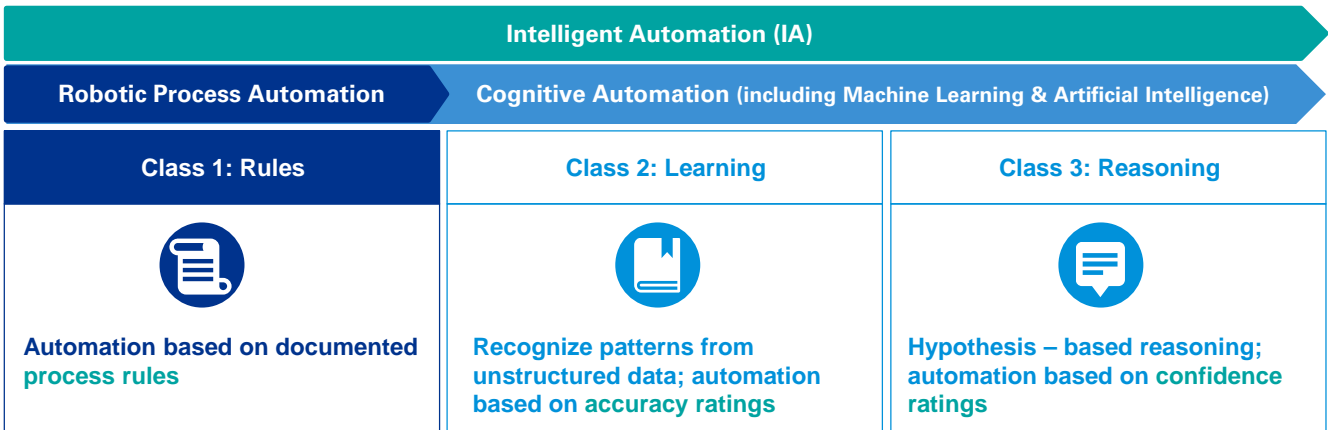 Intelligent Automation (IA)
Robotic Process Automation
Cognitive Automation (including Machine Learning & Artificial Intelligence)
Class 1: Rules
Automation based on documented
process rules
Class 2: Learning
Recognize patterns from
unstructured data; automation
based on accuracy ratings
Class 3: Reasoning
Hypothesis – based reasoning;
automation based on confidence
ratings